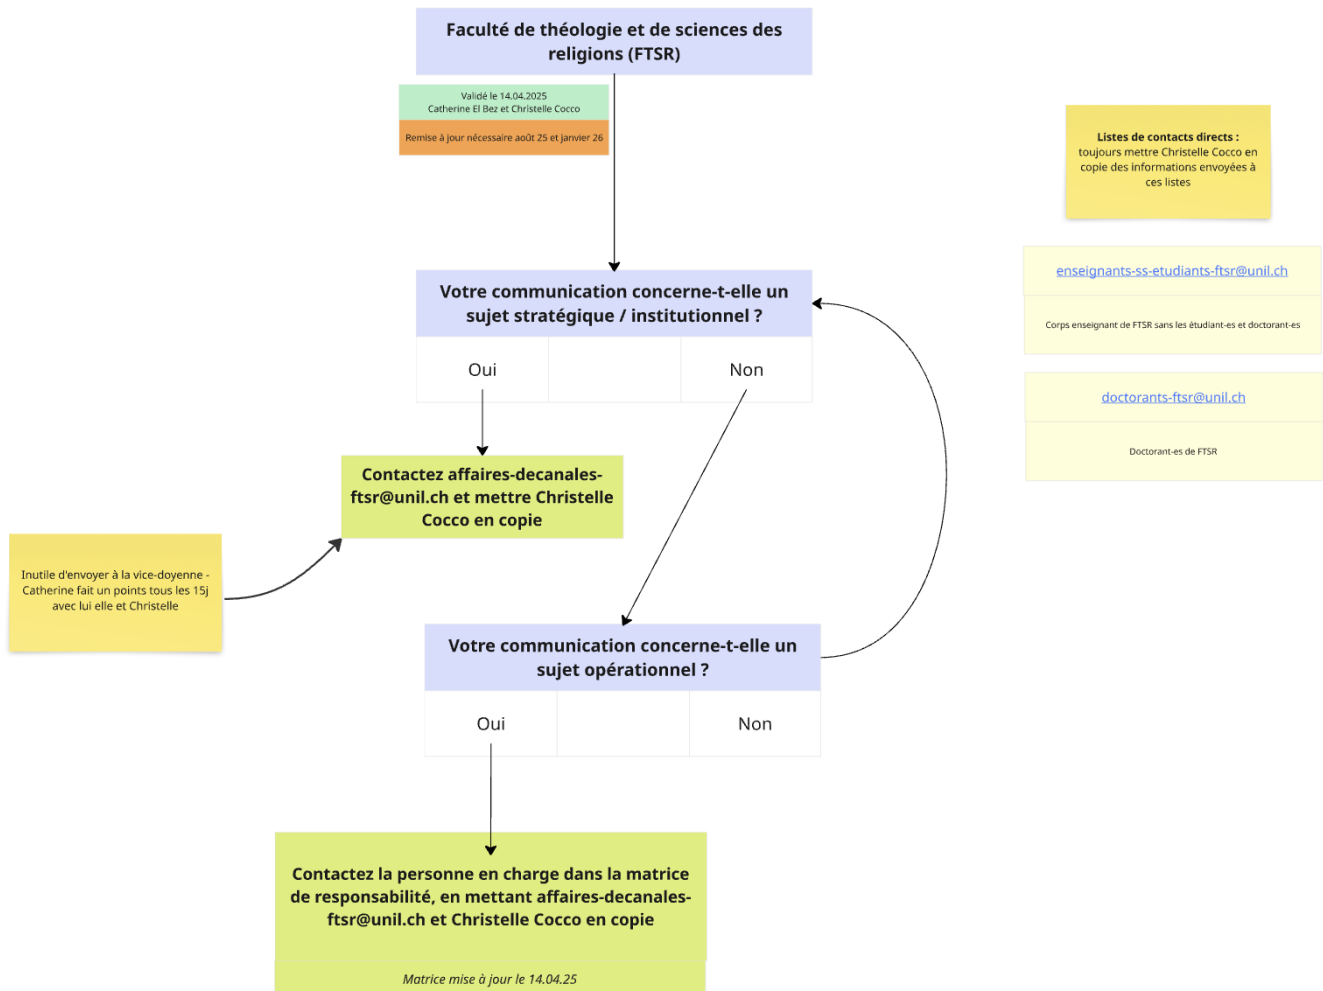 Faculté de théologie et de sciences des
religions (FTSR)
Validé le 14.04.2025
Catherine El Bez et Christelle Cocco
Remise à jour nécessaire août 25 et janvier 26
Listes de contacts directs :
toujours mettre Christelle Cocco en
copie des informations envoyées à
ces listes
enseignants-ss-etudiants-ftsr@unil.ch
Corps enseignant de FTSR sans les étudiant-es et doctorant-es
doctorants-ftsr@unil.ch
Doctorant-es de FTSR
Votre communication concerne-t-elle un
sujet stratégique / institutionnel ?
Oui
Non
Contactez affaires-decanales-
ftsr@unil.ch et mettre Christelle
Cocco en copie
Inutile d'envoyer à la vice-doyenne -
Catherine fait un points tous les 15j
avec lui elle et Christelle
Votre communication concerne-t-elle un
sujet opérationnel ?
Oui
Non
Contactez la personne en charge dans la matrice
de responsabilité, en mettant affaires-decanales-
ftsr@unil.ch et Christelle Cocco en copie
Matrice mise à jour le 14.04.25